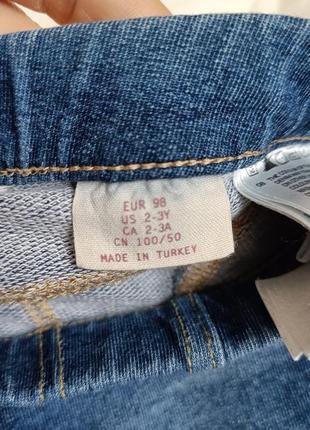 EUR 98
US 2-3Y
CA 2-3A
CN 100/50
MADE IN TURKEY